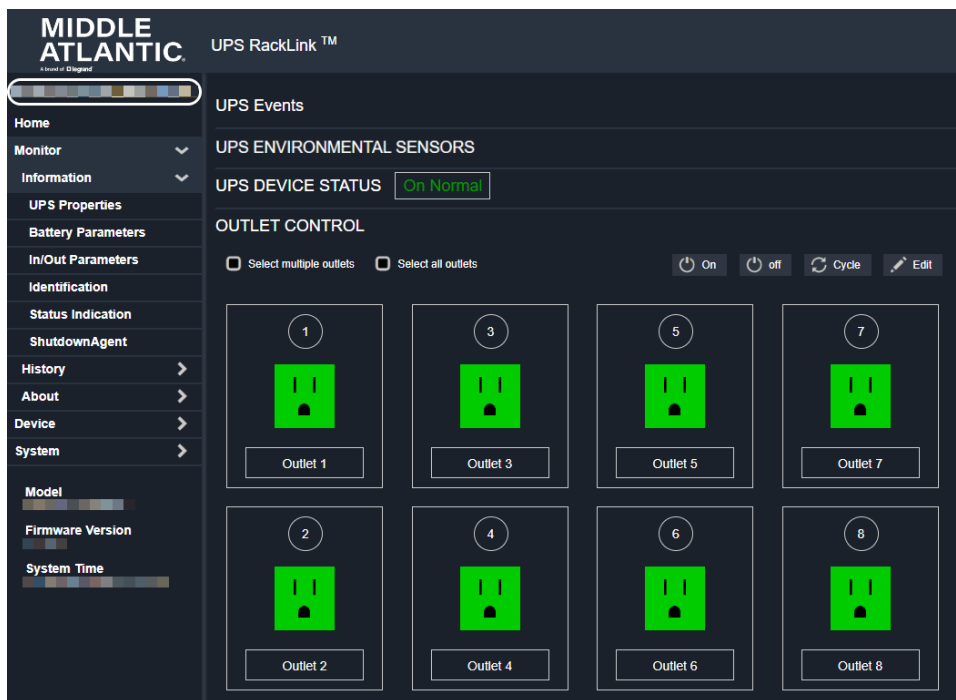 MIDDLE
ATLANTIC.
A brand of legrand
UPS RackLink TM
Home
Monitor
Information
UPS Properties
Battery Parameters
In/Out Parameters
Identification
Status Indication
ShutdownAgent
History
About
Device
System
Model
Firmware Version
System Time
UPS Events
UPS ENVIRONMENTAL SENSORS
UPS DEVICE STATUS On Normal
OUTLET CONTROL
Select multiple outlets Select all outlets On off Cycle Edit
1 3 5 7
Outlet 1 Outlet 3 Outlet 5 Outlet 7
2 4 6 8
Outlet 2 Outlet 4 Outlet 6 Outlet 8